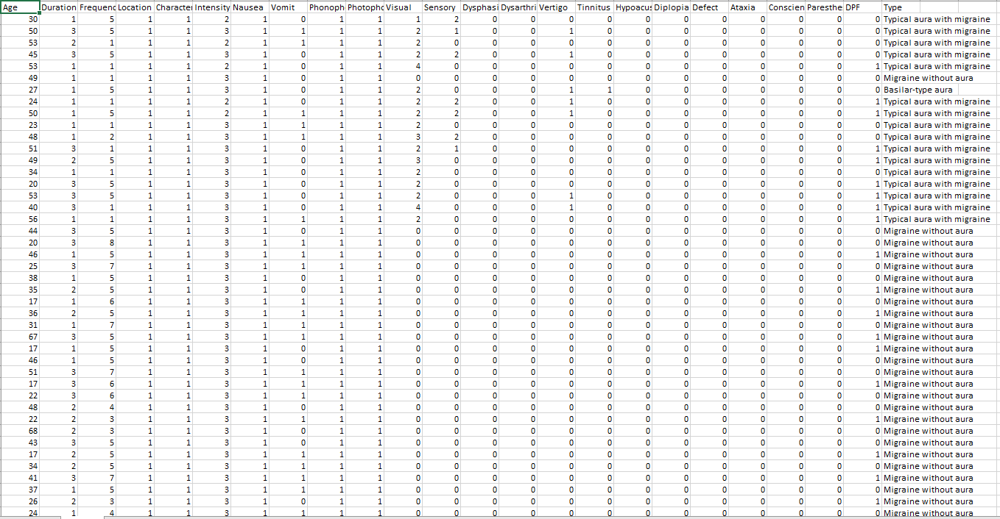 Age Duration Frequenc Location Character Intensity Nausea Vomit Phonoph Photopho Visual Sensory Dysphasi Dysarthri Vertigo Tinnitus Hypoacus Diplopia Defect Ataxia Conscien Paresthe DPF Type
30 1 5 1 1 2 1 0 1 1 1 2 0 0 0 0 0 0 0 0 0 0 0 Typical aura with migraine
50 3 5 1 1 3 1 1 1 1 2 1 0 0 1 0 0 0 0 0 0 0 0 Typical aura with migraine
53 2 1 1 1 2 1 1 1 1 2 0 0 0 0 0 0 0 0 0 0 0 0 Typical aura with migraine
45 3 5 1 1 3 1 0 1 1 2 2 0 0 1 0 0 0 0 0 0 0 0 Typical aura with migraine
53 1 1 1 1 2 1 0 1 1 4 0 0 0 0 0 0 0 0 0 0 0 1 Typical aura with migraine
49 1 1 1 1 3 1 0 1 1 0 0 0 0 0 0 0 0 0 0 0 0 0 Migraine without aura
27 1 5 1 1 3 1 0 1 1 2 0 0 0 1 1 0 0 0 0 0 0 0 Basilar-type aura
24 1 1 1 1 2 1 0 1 1 2 2 0 0 1 0 0 0 0 0 0 0 1 Typical aura with migraine
50 1 5 1 1 2 1 1 1 1 2 2 0 0 1 0 0 0 0 0 0 0 1 Typical aura with migraine
23 1 1 1 1 3 1 1 1 1 2 0 0 0 0 0 0 0 0 0 0 0 0 Typical aura with migraine
48 1 2 1 1 3 1 1 1 1 3 2 0 0 0 0 0 0 0 0 0 0 0 Typical aura with migraine
51 3 1 1 1 3 1 0 1 1 2 1 0 0 0 0 0 0 0 0 0 0 1 Typical aura with migraine
49 2 5 1 1 3 1 0 1 1 3 0 0 0 0 0 0 0 0 0 0 0 1 Typical aura with migraine
34 1 1 1 1 3 1 0 1 1 2 0 0 0 0 0 0 0 0 0 0 0 0 Typical aura with migraine
20 3 5 1 1 3 1 0 1 1 2 0 0 0 0 0 0 0 0 0 0 0 1 Typical aura with migraine
53 3 5 1 1 3 1 0 1 1 2 0 0 0 1 0 0 0 0 0 0 0 1 Typical aura with migraine
40 3 1 1 1 3 1 0 1 1 4 0 0 0 1 0 0 0 0 0 0 0 1 Typical aura with migraine
56 1 1 1 1 3 1 1 1 1 2 0 0 0 0 0 0 0 0 0 0 0 1 Typical aura with migraine
44 3 5 1 1 3 1 0 1 1 0 0 0 0 0 0 0 0 0 0 0 0 0 Migraine without aura
20 3 8 1 1 3 1 1 1 1 0 0 0 0 0 0 0 0 0 0 0 0 0 Migraine without aura
46 1 5 1 1 3 1 1 1 1 0 0 0 0 0 0 0 0 0 0 0 0 1 Migraine without aura
25 3 7 1 1 3 1 1 1 1 0 0 0 0 0 0 0 0 0 0 0 0 0 Migraine without aura
38 1 5 1 1 3 1 0 1 1 0 0 0 0 0 0 0 0 0 0 0 0 0 Migraine without aura
35 2 5 1 1 3 1 0 1 1 0 0 0 0 0 0 0 0 0 0 0 0 1 Migraine without aura
17 1 6 1 1 3 1 1 1 1 0 0 0 0 0 0 0 0 0 0 0 0 0 Migraine without aura
36 2 5 1 1 3 1 1 1 1 0 0 0 0 0 0 0 0 0 0 0 0 1 Migraine without aura
31 1 7 1 1 3 1 1 1 1 0 0 0 0 0 0 0 0 0 0 0 0 0 Migraine without aura
67 3 5 1 1 3 1 1 1 1 0 0 0 0 0 0 0 0 0 0 0 0 1 Migraine without aura
17 1 5 1 1 3 1 0 1 1 0 0 0 0 0 0 0 0 0 0 0 0 1 Migraine without aura
46 1 5 1 1 3 1 0 1 1 0 0 0 0 0 0 0 0 0 0 0 0 0 Migraine without aura
51 3 7 1 1 3 1 1 1 1 0 0 0 0 0 0 0 0 0 0 0 0 0 Migraine without aura
17 3 6 1 1 3 1 1 1 1 0 0 0 0 0 0 0 0 0 0 0 0 1 Migraine without aura
22 3 6 1 1 3 1 1 1 1 0 0 0 0 0 0 0 0 0 0 0 0 0 Migraine without aura
48 2 4 1 1 3 1 0 1 1 0 0 0 0 0 0 0 0 0 0 0 0 0 Migraine without aura
22 2 3 1 1 3 1 1 1 1 0 0 0 0 0 0 0 0 0 0 0 0 1 Migraine without aura
68 2 3 1 1 3 1 0 1 1 0 0 0 0 0 0 0 0 0 0 0 0 0 Migraine without aura
43 3 5 1 1 3 1 0 1 1 0 0 0 0 0 0 0 0 0 0 0 0 0 Migraine without aura
17 2 5 1 1 3 1 1 1 1 0 0 0 0 0 0 0 0 0 0 0 0 1 Migraine without aura
34 2 5 1 1 3 1 1 1 1 0 0 0 0 0 0 0 0 0 0 0 0 0 Migraine without aura
41 3 7 1 1 3 1 1 1 1 0 0 0 0 0 0 0 0 0 0 0 0 1 Migraine without aura
37 1 5 1 1 3 1 1 1 1 0 0 0 0 0 0 0 0 0 0 0 0 0 Migraine without aura
26 2 3 1 1 3 1 0 1 1 0 0 0 0 0 0 0 0 0 0 0 0 1 Migraine without aura
24 1 4 1 1 3 1 1 1 1 0 0 0 0 0 0 0 0 0 0 0 0 0 Migraine without aura